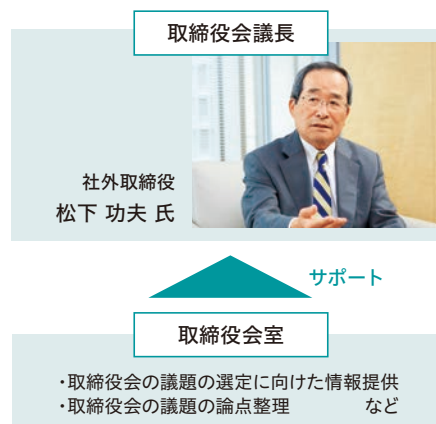 取締役会議長
社外取締役
松下 功夫 氏
サポート
取締役会室
・取締役会の議題の選定に向けた情報提供
・取締役会の議題の論点整理 など